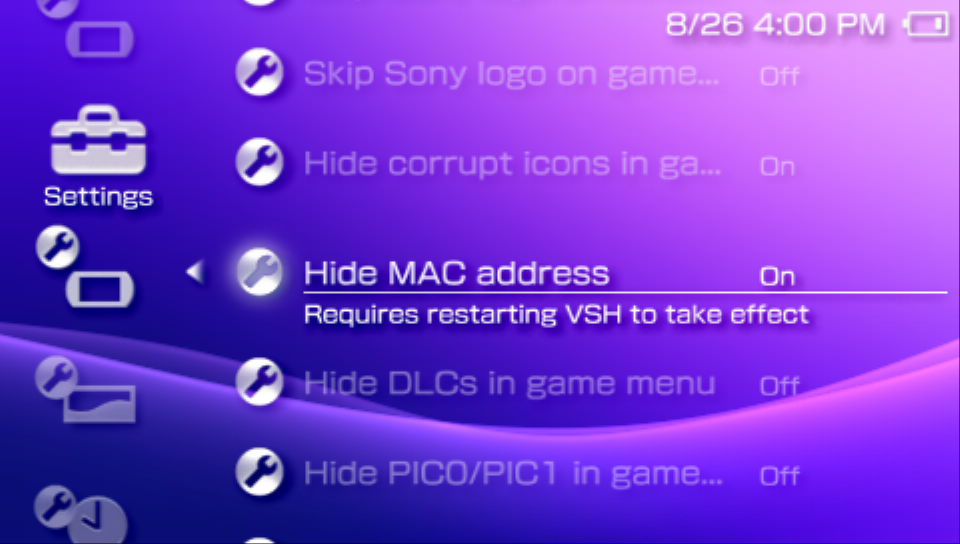 8/26 4:00 PM
Skip Sony logo on game... Off
Hide corrupt icons in ga... On
Settings
Hide MAC address On
Requires restarting VSH to take effect
Hide DLCs in game menu Off
Hide PIC0/PIC1 in game... Off